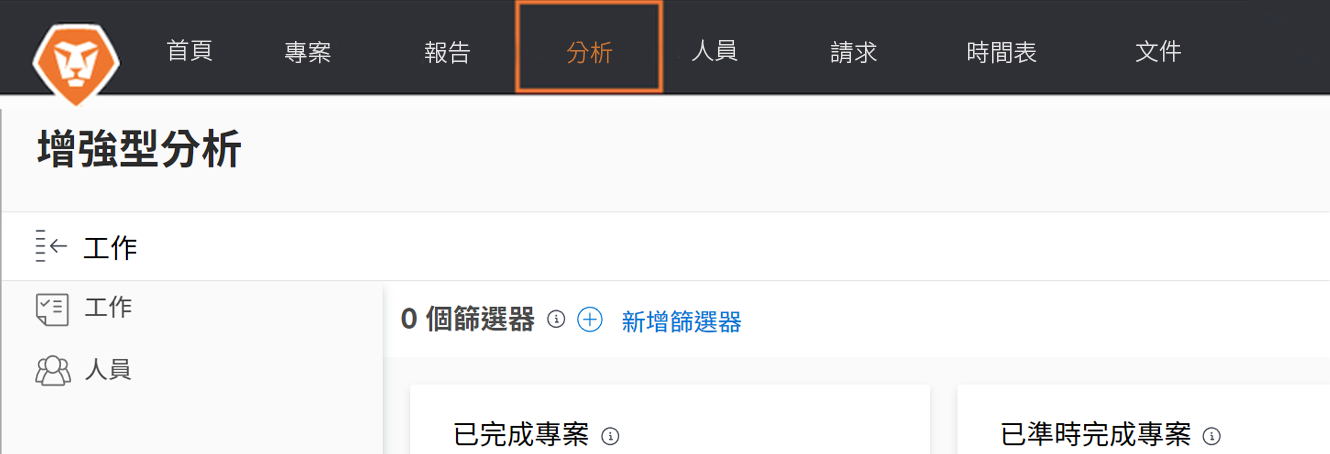 首頁 專案 報告 分析 人員 請求 時間表 文件
增強型分析
工作
工作
0 個篩選器 新增篩選器
人員
已完成專案 已準時完成專案